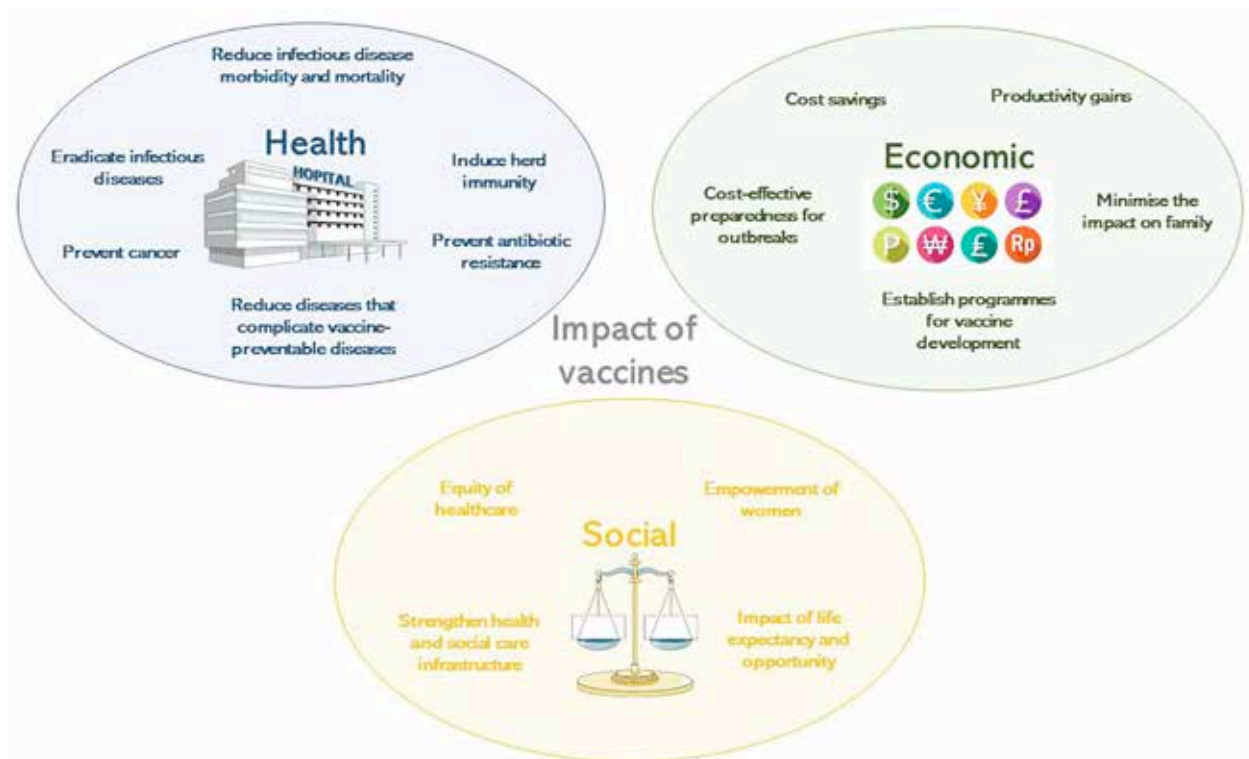 Reduce infectious disease
morbidity and mortality
Health
Eradicate infectious
diseases
HOPITAL
Induce herd
immunity
Prevent cancer
Prevent antibiotic
resistance
Reduce diseases that
complicate vaccine-
preventable diseases
Cost savings
Productivity gains
Economic
Cost-effective
preparedness for
outbreaks
$ € ¥ £
P ₩ £ Rp
Minimise the
impact on family
Establish programmes
for vaccine
development
Impact of
vaccines
Equity of
healthcare
Empowerment of
women
Social
Strengthen health
and social care
infrastructure
Impact of life
expectancy and
opportunity